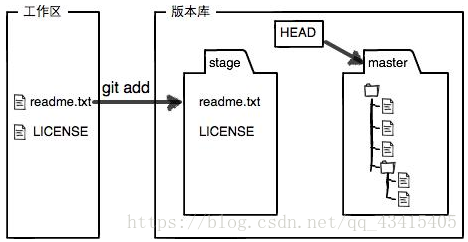 工作区
版本库
HEAD
stage
master
git add
readme.txt
readme.txt
LICENSE
LICENSE
https://blog.csdn.net/qq_43415405